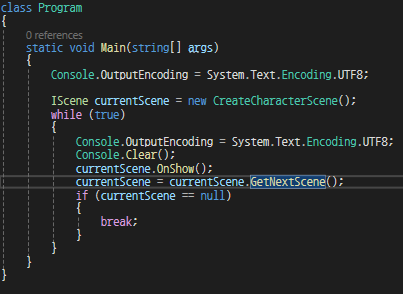 class Program
{
0 references
static void Main(string[] args)
{
Console.OutputEncoding = System.Text.Encoding.UTF8;
IScene currentScene = new CreateCharacterScene();
while (true)
{
Console.OutputEncoding = System.Text.Encoding.UTF8;
Console.Clear();
currentScene.OnShow();
currentScene = currentScene.GetNextScene();
if (currentScene == null)
{
break;
}
}
}
}